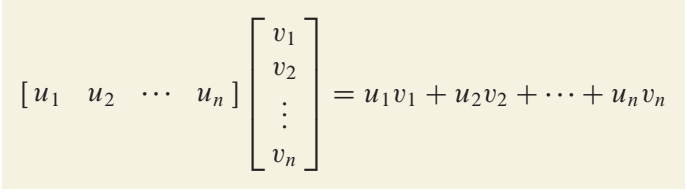 [ u₁ u₂ ⋯ uₙ ] [ v₁ v₂ ⋮ vₙ ] = u₁v₁ + u₂v₂ + ⋯ + uₙvₙ